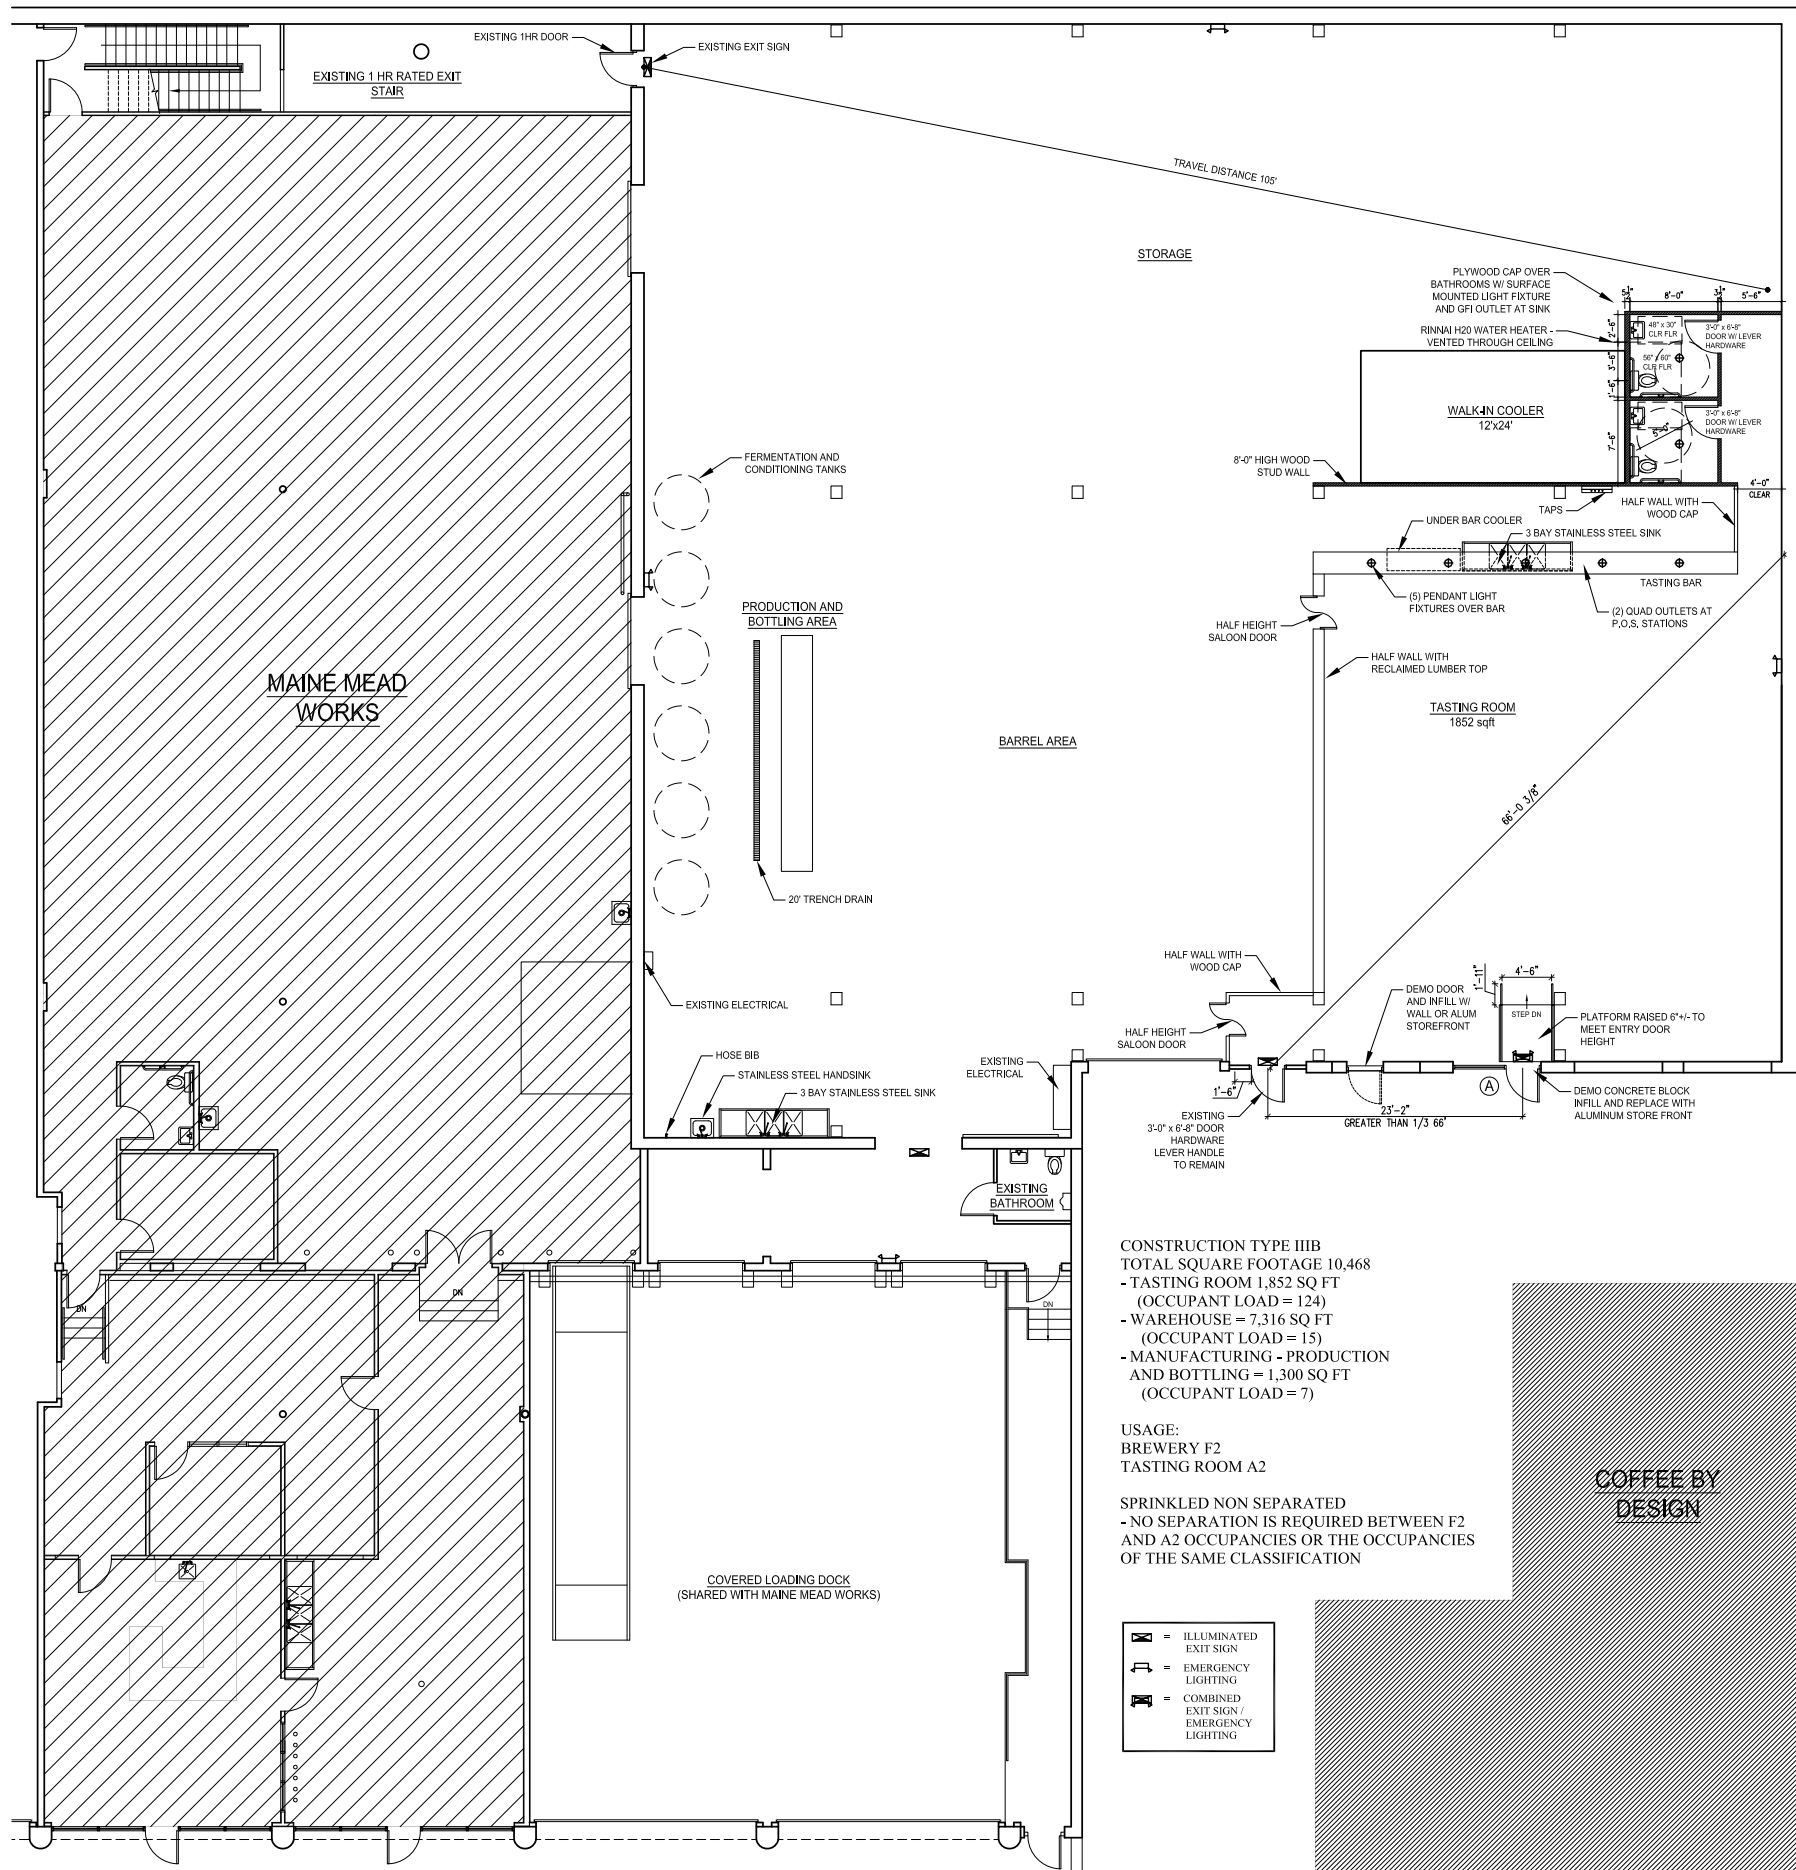 EXISTING 1HR DOOR
EXISTING EXIT SIGN
EXISTING 1 HR RATED EXIT
STAIR
TRAVEL DISTANCE 105'
STORAGE
PLYWOOD CAP OVER
BATHROOMS W/ SURFACE
MOUNTED LIGHT FIXTURE
AND GFI OUTLET AT SINK
5½"
8'-0"
3½"
5'-6"
RINNAI H20 WATER HEATER -
VENTED THROUGH CEILING
2'-6"
3'-6"
1'-6"
7'-6"
48" x 30"
CLR FLR
3'-0" x 6'-8"
DOOR W/ LEVER
HARDWARE
56" x 60"
CLR FLR
3'-0" x 6'-8"
DOOR W/ LEVER
HARDWARE
5'-0"
WALK-IN COOLER
12'x24'
8'-0" HIGH WOOD
STUD WALL
4'-0"
CLEAR
FERMENTATION AND
CONDITIONING TANKS
TAPS
HALF WALL WITH
WOOD CAP
UNDER BAR COOLER
3 BAY STAINLESS STEEL SINK
TASTING BAR
(5) PENDANT LIGHT
FIXTURES OVER BAR
(2) QUAD OUTLETS AT
P.O.S. STATIONS
PRODUCTION AND
BOTTLING AREA
HALF HEIGHT
SALOON DOOR
HALF WALL WITH
RECLAIMED LUMBER TOP
MAINE MEAD
WORKS
TASTING ROOM
1852 sqft
BARREL AREA
66'-0 3/8"
20' TRENCH DRAIN
HALF WALL WITH
WOOD CAP
EXISTING ELECTRICAL
DEMO DOOR
AND INFILL W/
WALL OR ALUM
STOREFRONT
1'-11"
4'-6"
STEP DN
PLATFORM RAISED 6"+/- TO
MEET ENTRY DOOR
HEIGHT
HALF HEIGHT
SALOON DOOR
HOSE BIB
STAINLESS STEEL HANDSINK
3 BAY STAINLESS STEEL SINK
EXISTING
ELECTRICAL
1'-6"
A
DEMO CONCRETE BLOCK
INFILL AND REPLACE WITH
ALUMINUM STORE FRONT
23'-2"
GREATER THAN 1/3 66'
EXISTING
3'-0" x 6'-8" DOOR
HARDWARE
LEVER HANDLE
TO REMAIN
EXISTING
BATHROOM
CONSTRUCTION TYPE IIIB
TOTAL SQUARE FOOTAGE 10,468
- TASTING ROOM 1,852 SQ FT
(OCCUPANT LOAD = 124)
- WAREHOUSE = 7,316 SQ FT
(OCCUPANT LOAD = 15)
- MANUFACTURING - PRODUCTION
AND BOTTLING = 1,300 SQ FT
(OCCUPANT LOAD = 7)
USAGE:
BREWERY F2
TASTING ROOM A2
SPRINKLED NON SEPARATED
- NO SEPARATION IS REQUIRED BETWEEN F2
AND A2 OCCUPANCIES OR THE OCCUPANCIES
OF THE SAME CLASSIFICATION
DN
DN
DN
COFFEE BY
DESIGN
COVERED LOADING DOCK
(SHARED WITH MAINE MEAD WORKS)
= ILLUMINATED
EXIT SIGN
= EMERGENCY
LIGHTING
= COMBINED
EXIT SIGN /
EMERGENCY
LIGHTING